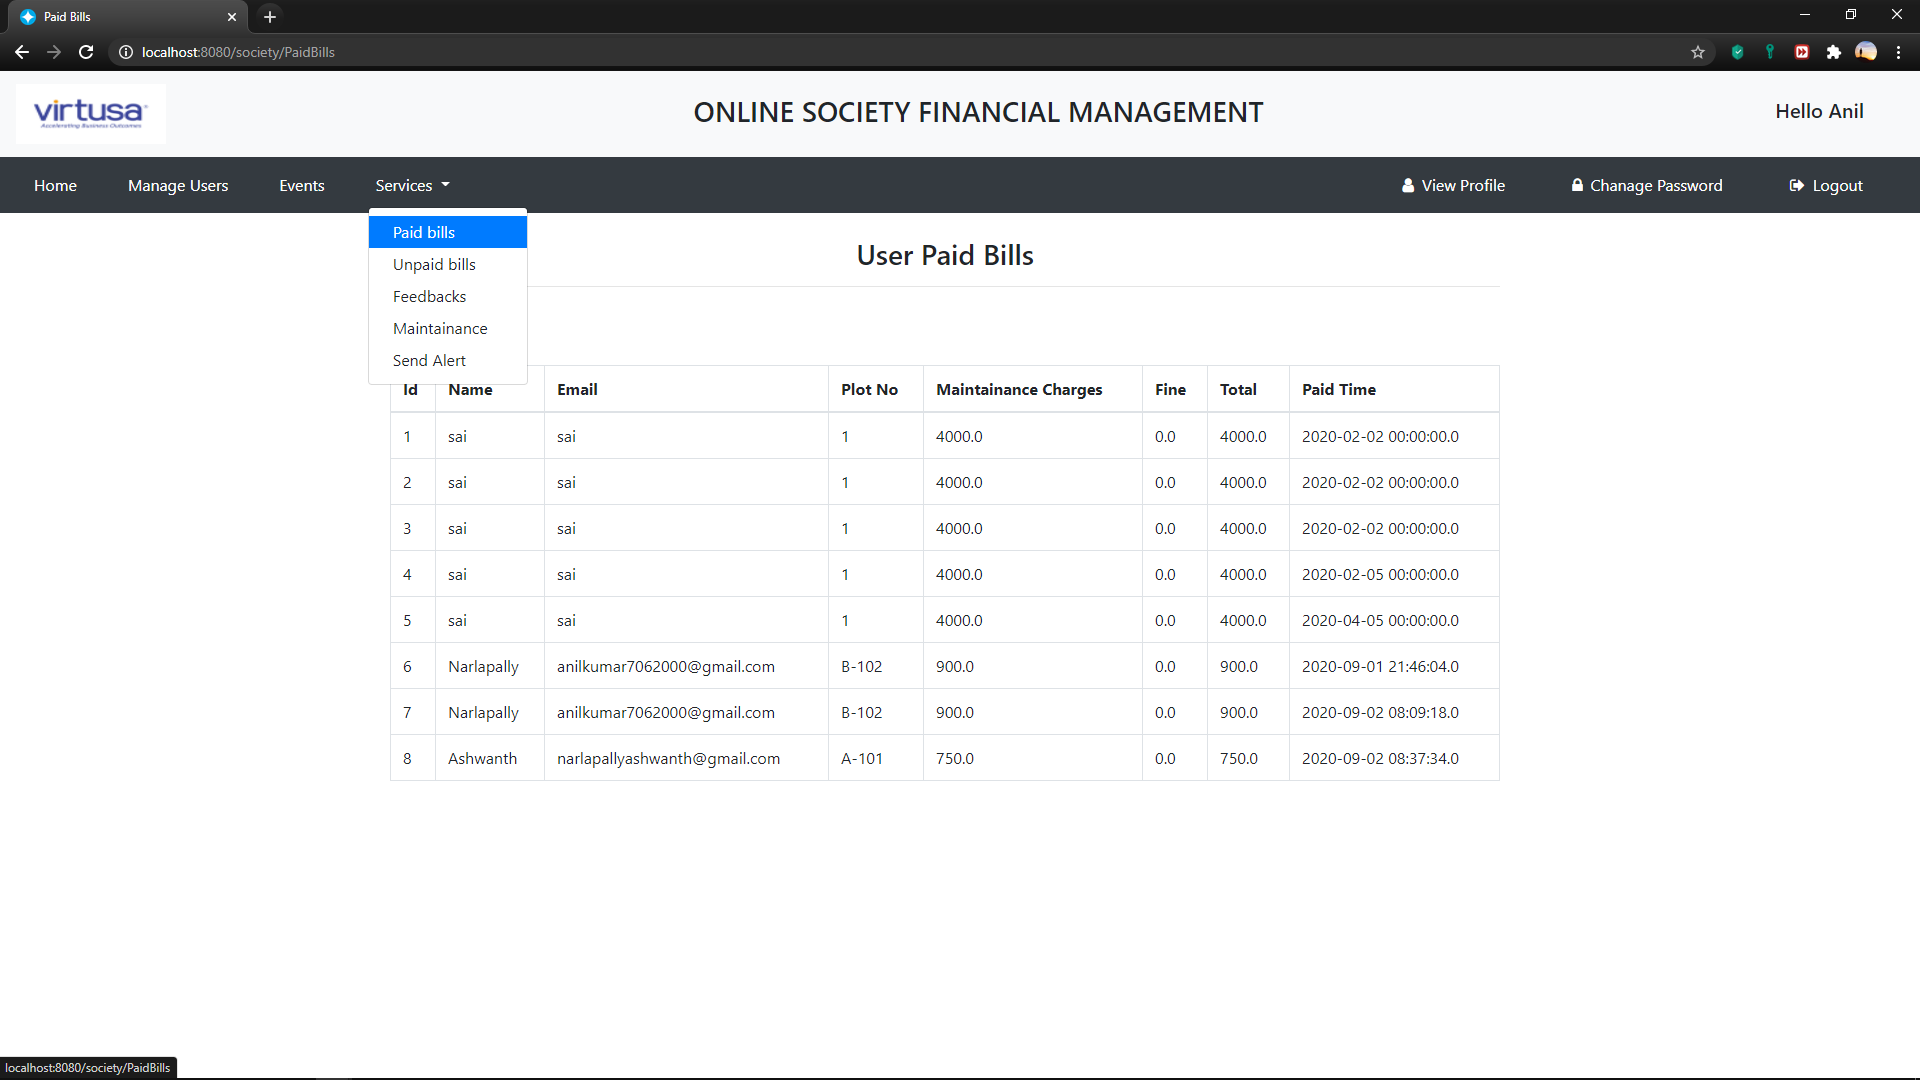 Paid Bills
localhost:8080/society/PaidBills
virtusa
Accelerating Business Outcomes
ONLINE SOCIETY FINANCIAL MANAGEMENT
Hello Anil
Home Manage Users Events Services View Profile Chanage Password Logout
Paid bills
Unpaid bills
Feedbacks
Maintainance
Send Alert
User Paid Bills
Id Name Email Plot No Maintainance Charges Fine Total Paid Time
1 sai sai 1 4000.0 0.0 4000.0 2020-02-02 00:00:00.0
2 sai sai 1 4000.0 0.0 4000.0 2020-02-02 00:00:00.0
3 sai sai 1 4000.0 0.0 4000.0 2020-02-02 00:00:00.0
4 sai sai 1 4000.0 0.0 4000.0 2020-02-05 00:00:00.0
5 sai sai 1 4000.0 0.0 4000.0 2020-04-05 00:00:00.0
6 Narlapally anilkumar7062000@gmail.com B-102 900.0 0.0 900.0 2020-09-01 21:46:04.0
7 Narlapally anilkumar7062000@gmail.com B-102 900.0 0.0 900.0 2020-09-02 08:09:18.0
8 Ashwanth narlapallyashwanth@gmail.com A-101 750.0 0.0 750.0 2020-09-02 08:37:34.0
localhost:8080/society/PaidBills